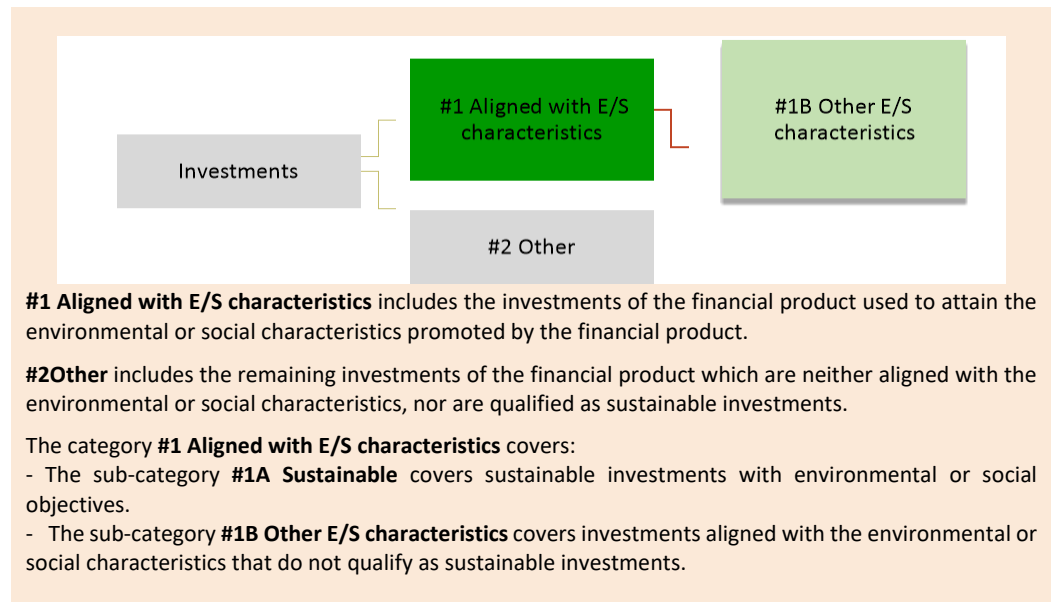 #1 Aligned with E/S
characteristics
#1B Other E/S
characteristics
Investments
#2 Other
#1 Aligned with E/S characteristics includes the investments of the financial product used to attain the
environmental or social characteristics promoted by the financial product.
#2Other includes the remaining investments of the financial product which are neither aligned with the
environmental or social characteristics, nor are qualified as sustainable investments.
The category #1 Aligned with E/S characteristics covers:
- The sub-category #1A Sustainable covers sustainable investments with environmental or social
objectives.
- The sub-category #1B Other E/S characteristics covers investments aligned with the environmental or
social characteristics that do not qualify as sustainable investments.